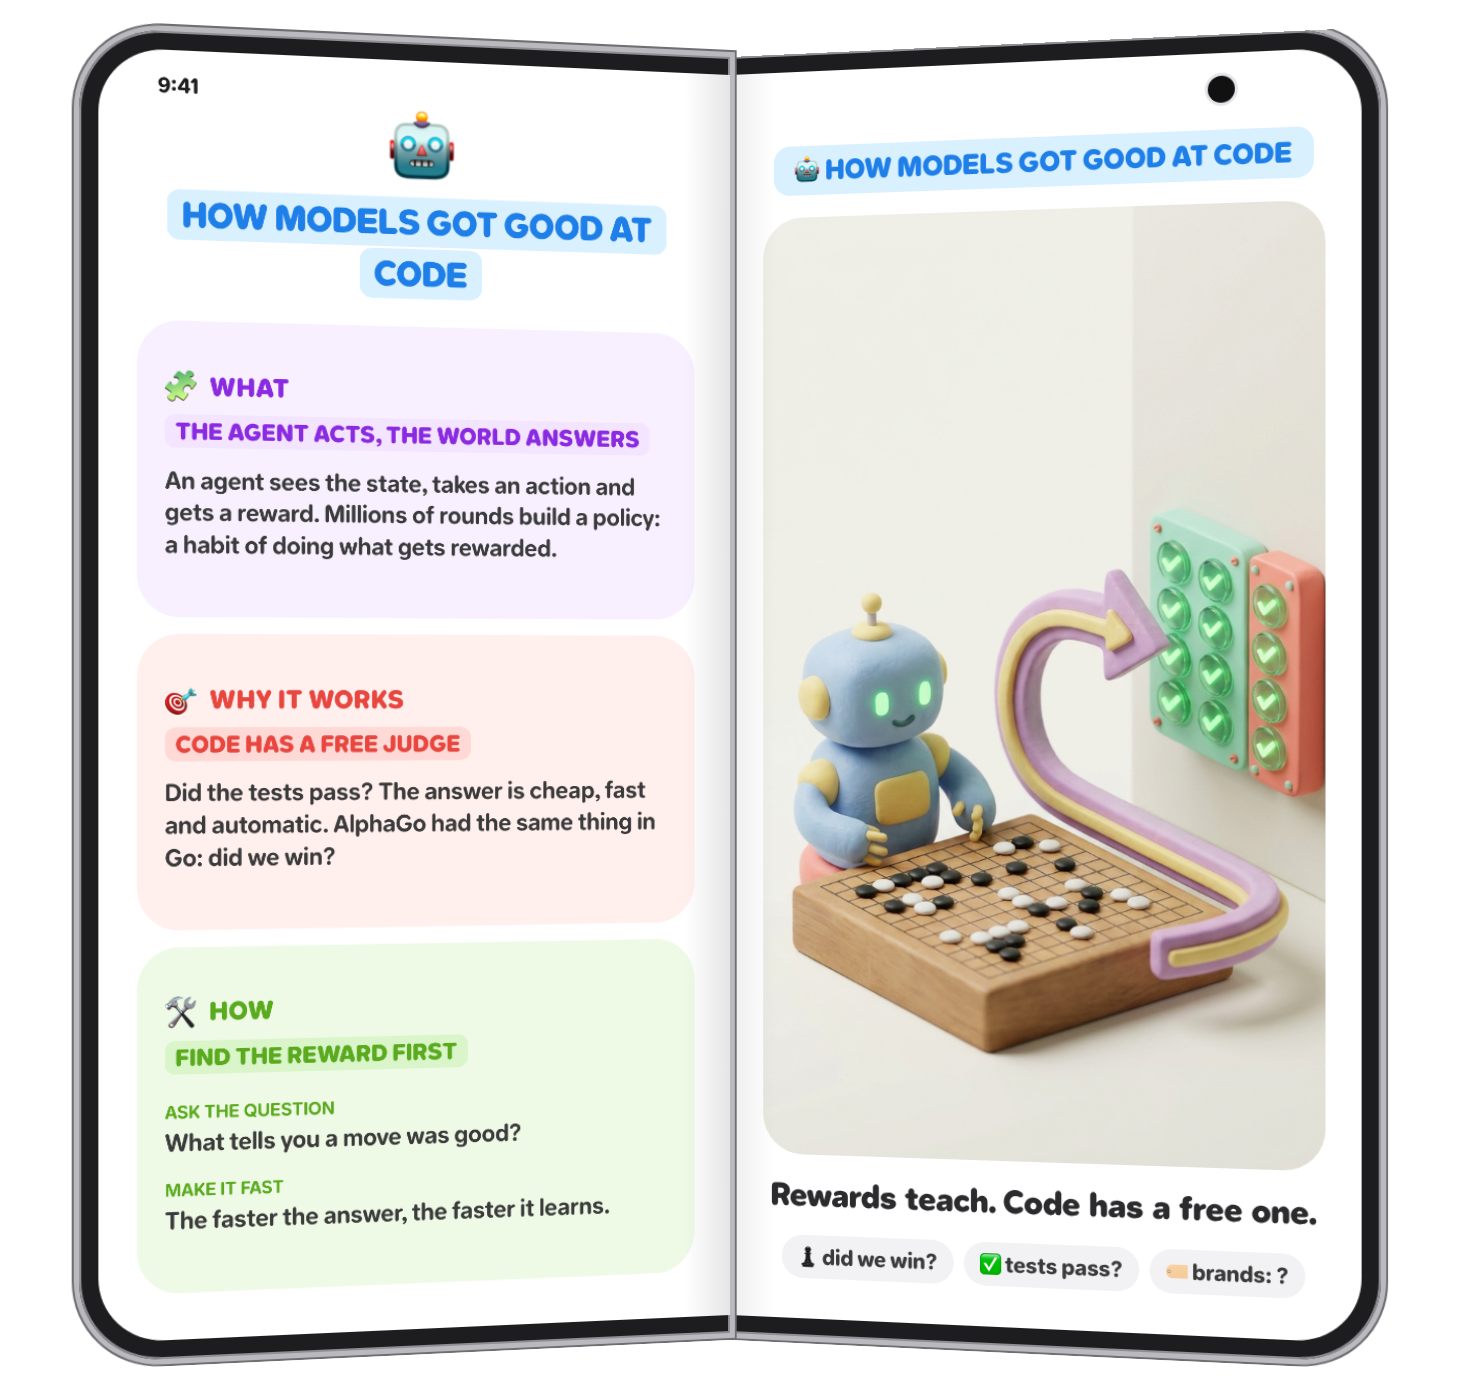 9:41
HOW MODELS GOT GOOD AT
CODE
WHAT
THE AGENT ACTS, THE WORLD ANSWERS
An agent sees the state, takes an action and
gets a reward. Millions of rounds build a policy:
a habit of doing what gets rewarded.
WHY IT WORKS
CODE HAS A FREE JUDGE
Did the tests pass? The answer is cheap, fast
and automatic. AlphaGo had the same thing in
Go: did we win?
HOW
FIND THE REWARD FIRST
ASK THE QUESTION
What tells you a move was good?
MAKE IT FAST
The faster the answer, the faster it learns.
HOW MODELS GOT GOOD AT CODE
Rewards teach. Code has a free one.
did we win?
tests pass?
brands: ?